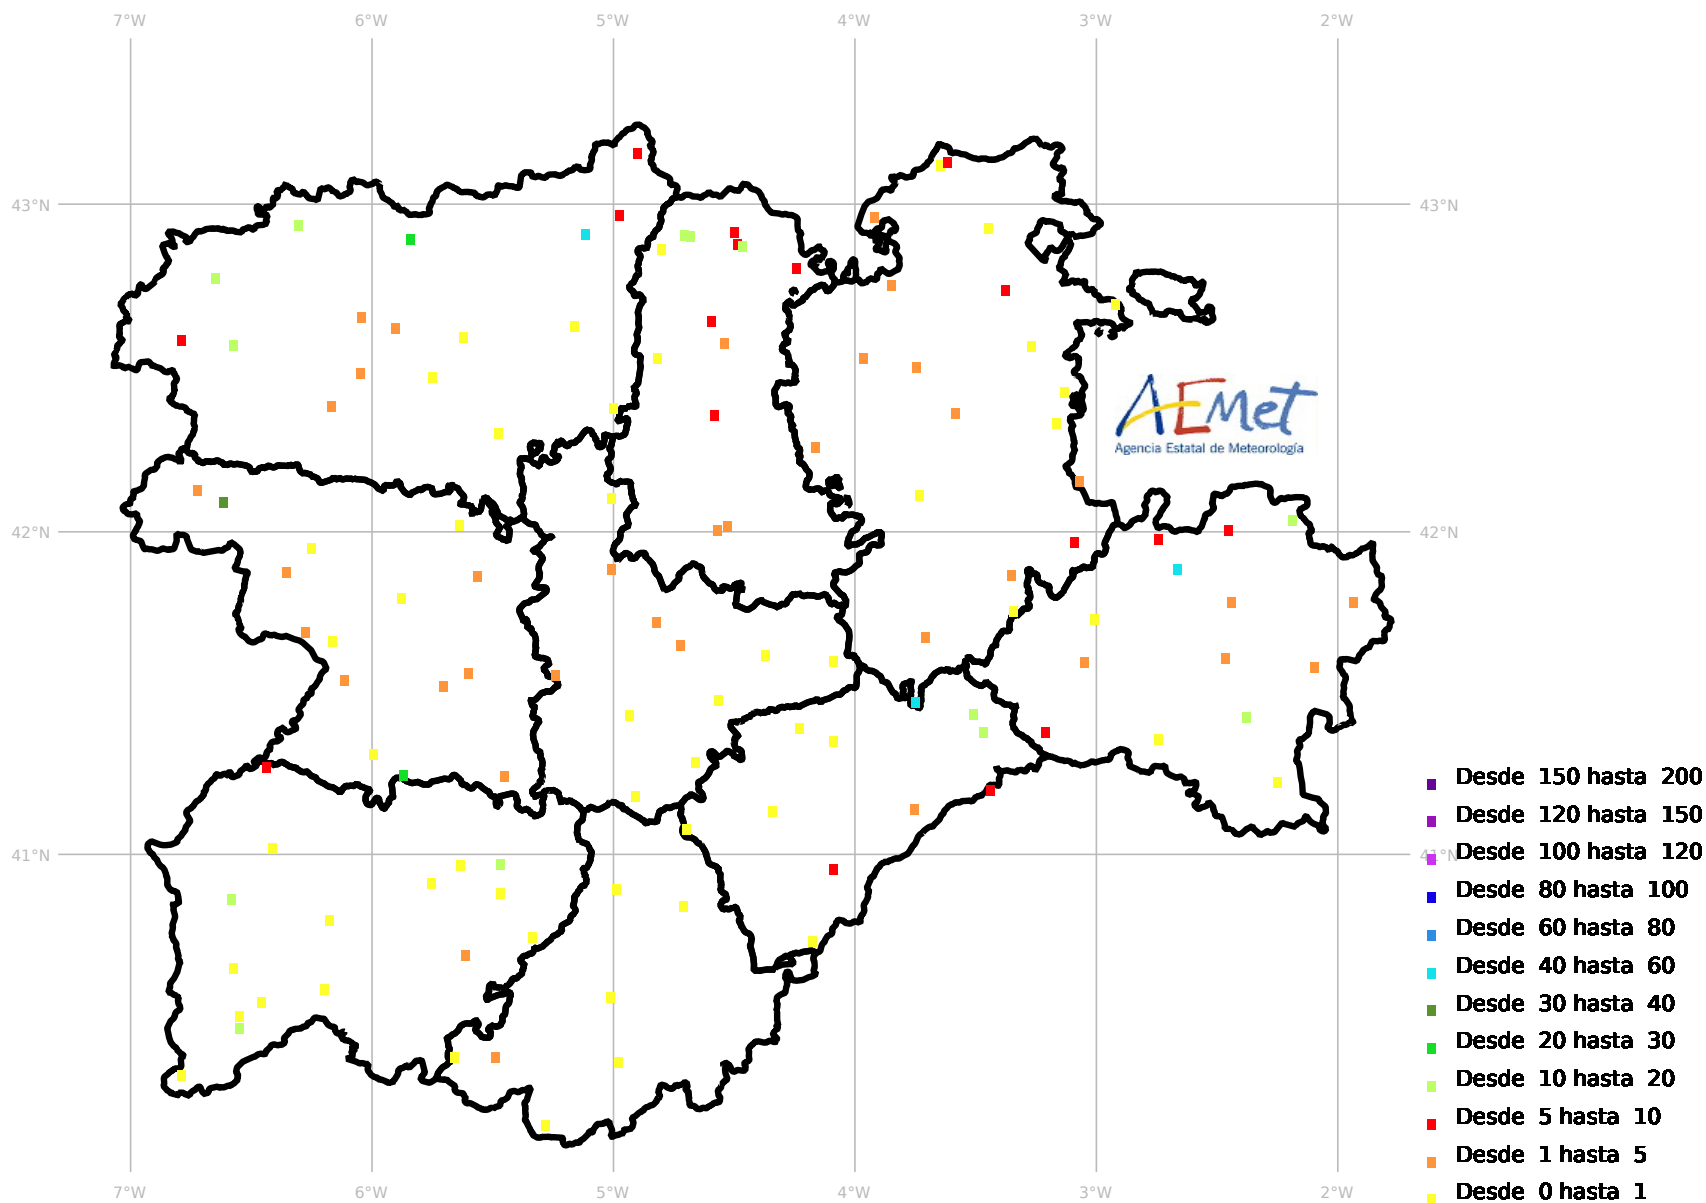 7°W 6°W 5°W 4°W 3°W 2°W
43°N 43°N
AEMet
Agencia Estatal de Meteorología
42°N 42°N
Desde 150 hasta 200
Desde 120 hasta 150
41°N 41°N
Desde 100 hasta 120
Desde 80 hasta 100
Desde 60 hasta 80
Desde 40 hasta 60
Desde 30 hasta 40
Desde 20 hasta 30
Desde 10 hasta 20
Desde 5 hasta 10
Desde 1 hasta 5
Desde 0 hasta 1
7°W 6°W 5°W 4°W 3°W 2°W